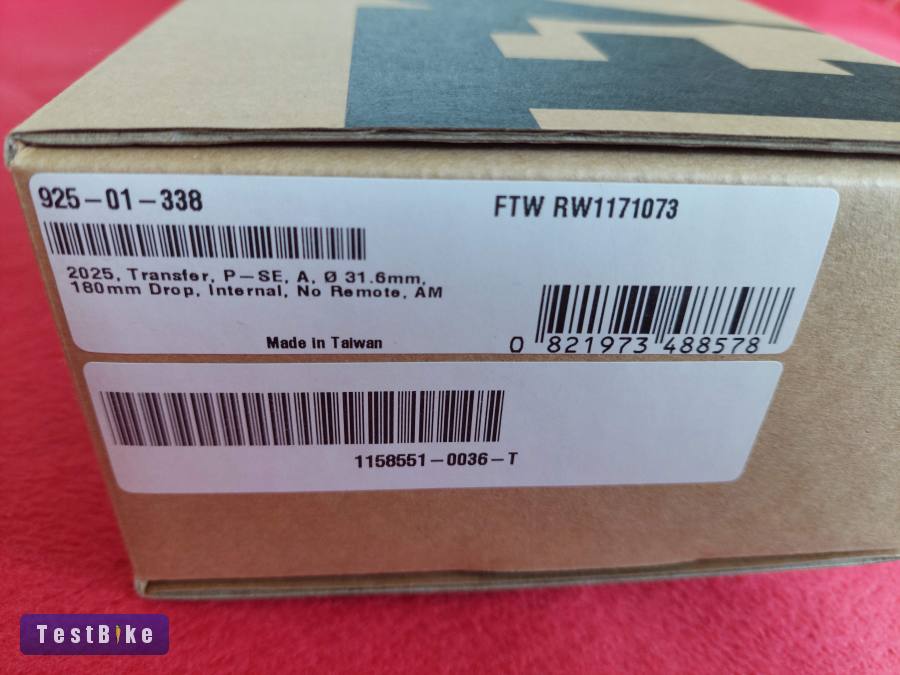 925-01-338
FTW RW1171073
2025, Transfer, P-SE, A, Ø 31.6mm,
180mm Drop, Internal, No Remote, AM
Made in Taiwan
0 821973 488578
1158551-0036-T
TestBike